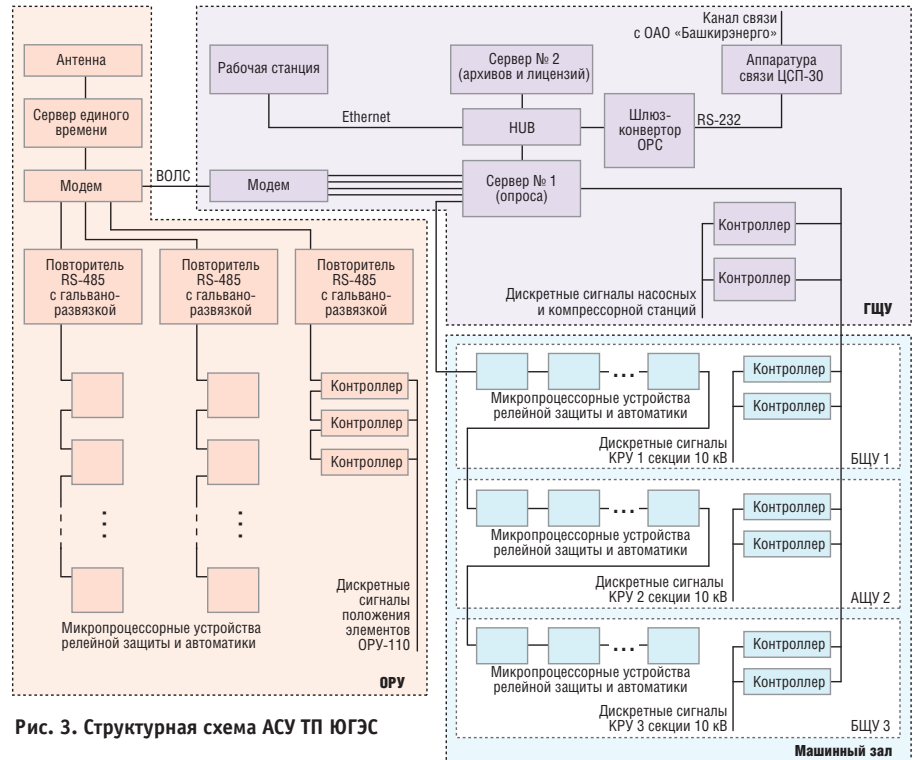 Антенна
Сервер единого
времени
Модем
ВОЛС
Повторитель
RS-485
с гальвано-
развязкой
Повторитель
RS-485
с гальвано-
развязкой
Повторитель
RS-485
с гальвано-
развязкой
Контроллер
Контроллер
Контроллер
...
...
Микропроцессорные устройства
релейной защиты и автоматики
Дискретные
сигналы
положения
элементов
ОРУ-110
ОРУ
Канал связи
с ОАО «Башкирэнерго»
Рабочая станция
Сервер № 2
(архивов и лицензий)
Аппаратура
связи ЦСП-30
Ethernet
HUB
Шлюз-
конвертор
OPC
RS-232
Модем
Сервер № 1
(опроса)
Контроллер
Контроллер
Дискретные сигналы насосных
и компрессорной станций
ГЩУ
...
Микропроцессорные устройства
релейной защиты и автоматики
Контроллер
Контроллер
Дискретные сигналы
КРУ 1 секции 10 кВ
БЩУ 1
...
Микропроцессорные устройства
релейной защиты и автоматики
Контроллер
Контроллер
Дискретные сигналы
КРУ 2 секции 10 кВ
АЩУ 2
...
Микропроцессорные устройства
релейной защиты и автоматики
Контроллер
Контроллер
Дискретные сигналы
КРУ 3 секции 10 кВ
БЩУ 3
Машинный зал
Рис. 3. Структурная схема АСУ ТП ЮГЭС